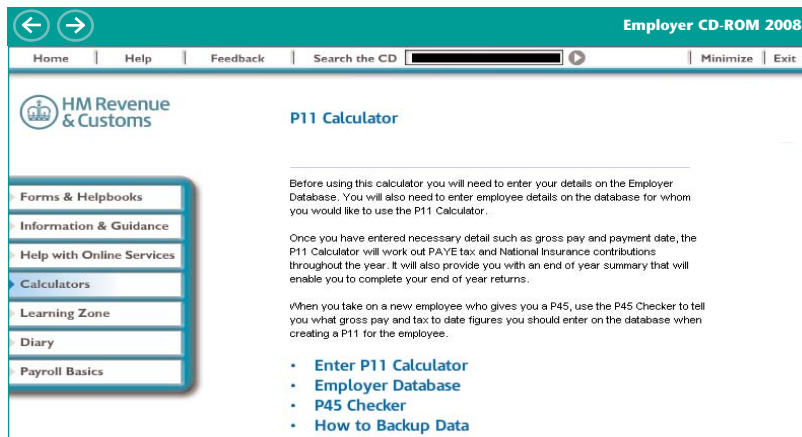 Employer CD-ROM 2008
Home Help Feedback Search the CD Minimize Exit
HM Revenue
& Customs
P11 Calculator
Before using this calculator you will need to enter your details on the Employer
Database. You will also need to enter employee details on the database for whom
you would like to use the P11 Calculator.
Once you have entered necessary detail such as gross pay and payment date, the
P11 Calculator will work out PAYE tax and National Insurance contributions
throughout the year. It will also provide you with an end of year summary that will
enable you to complete your end of year returns.
When you take on a new employee who gives you a P45, use the P45 Checker to tell
you what gross pay and tax to date figures you should enter on the database when
creating a P11 for the employee.
• Enter P11 Calculator
• Employer Database
• P45 Checker
• How to Backup Data
Forms & Helpbooks
Information & Guidance
Help with Online Services
Calculators
Learning Zone
Diary
Payroll Basics